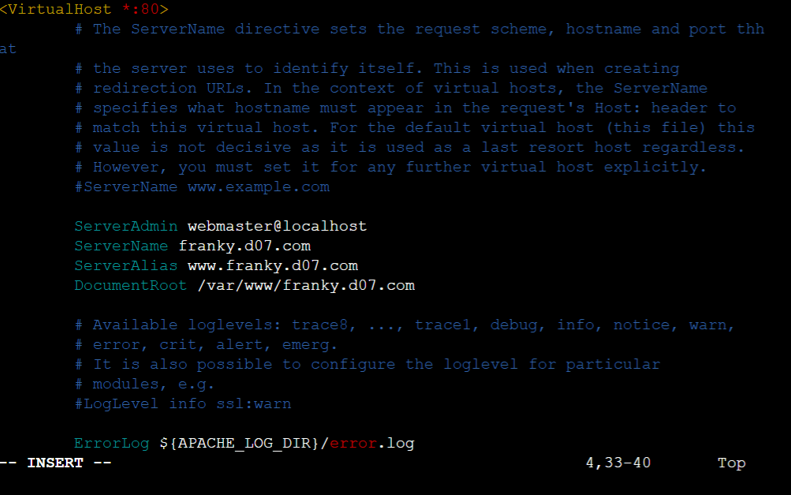 <VirtualHost *:80>
# The ServerName directive sets the request scheme, hostname and port thh
at
# the server uses to identify itself. This is used when creating
# redirection URLs. In the context of virtual hosts, the ServerName
# specifies what hostname must appear in the request's Host: header to
# match this virtual host. For the default virtual host (this file) this
# value is not decisive as it is used as a last resort host regardless.
# However, you must set it for any further virtual host explicitly.
#ServerName www.example.com
ServerAdmin webmaster@localhost
ServerName franky.d07.com
ServerAlias www.franky.d07.com
DocumentRoot /var/www/franky.d07.com
# Available loglevels: trace8, ..., trace1, debug, info, notice, warn,
# error, crit, alert, emerg.
# It is also possible to configure the loglevel for particular
# modules, e.g.
#LogLevel info ssl:warn
ErrorLog ${APACHE_LOG_DIR}/error.log
-- INSERT -- 4,33-40 Top